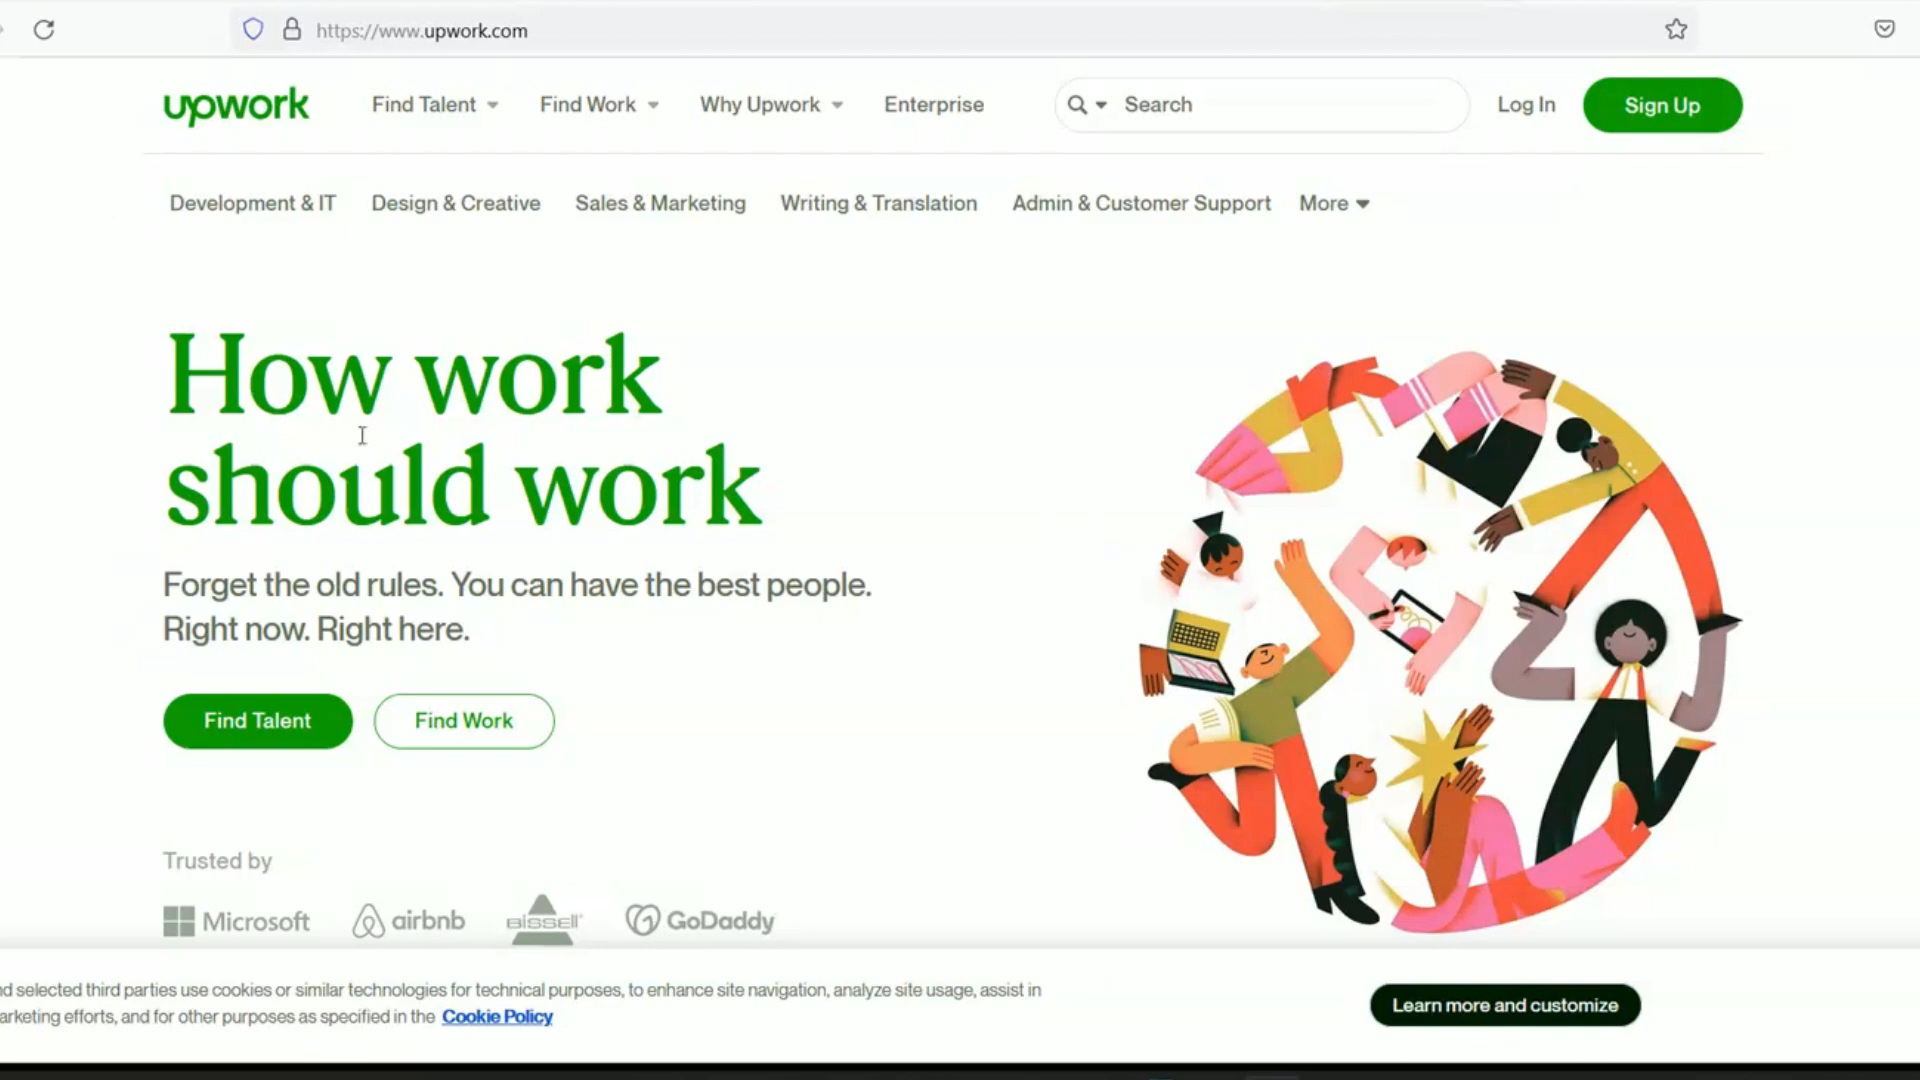 https://www.upwork.com
upwork
Find Talent
Find Work
Why Upwork
Enterprise
Search
Log In
Sign Up
Development & IT
Design & Creative
Sales & Marketing
Writing & Translation
Admin & Customer Support
More
How work
should work
Forget the old rules. You can have the best people.
Right now. Right here.
Find Talent
Find Work
Trusted by
Microsoft
airbnb
BISSELL
GoDaddy
selected third parties use cookies or similar technologies for technical purposes, to enhance site navigation, analyze site usage, assist in
efforts, and for other purposes as specified in the Cookie Policy
Learn more and customize